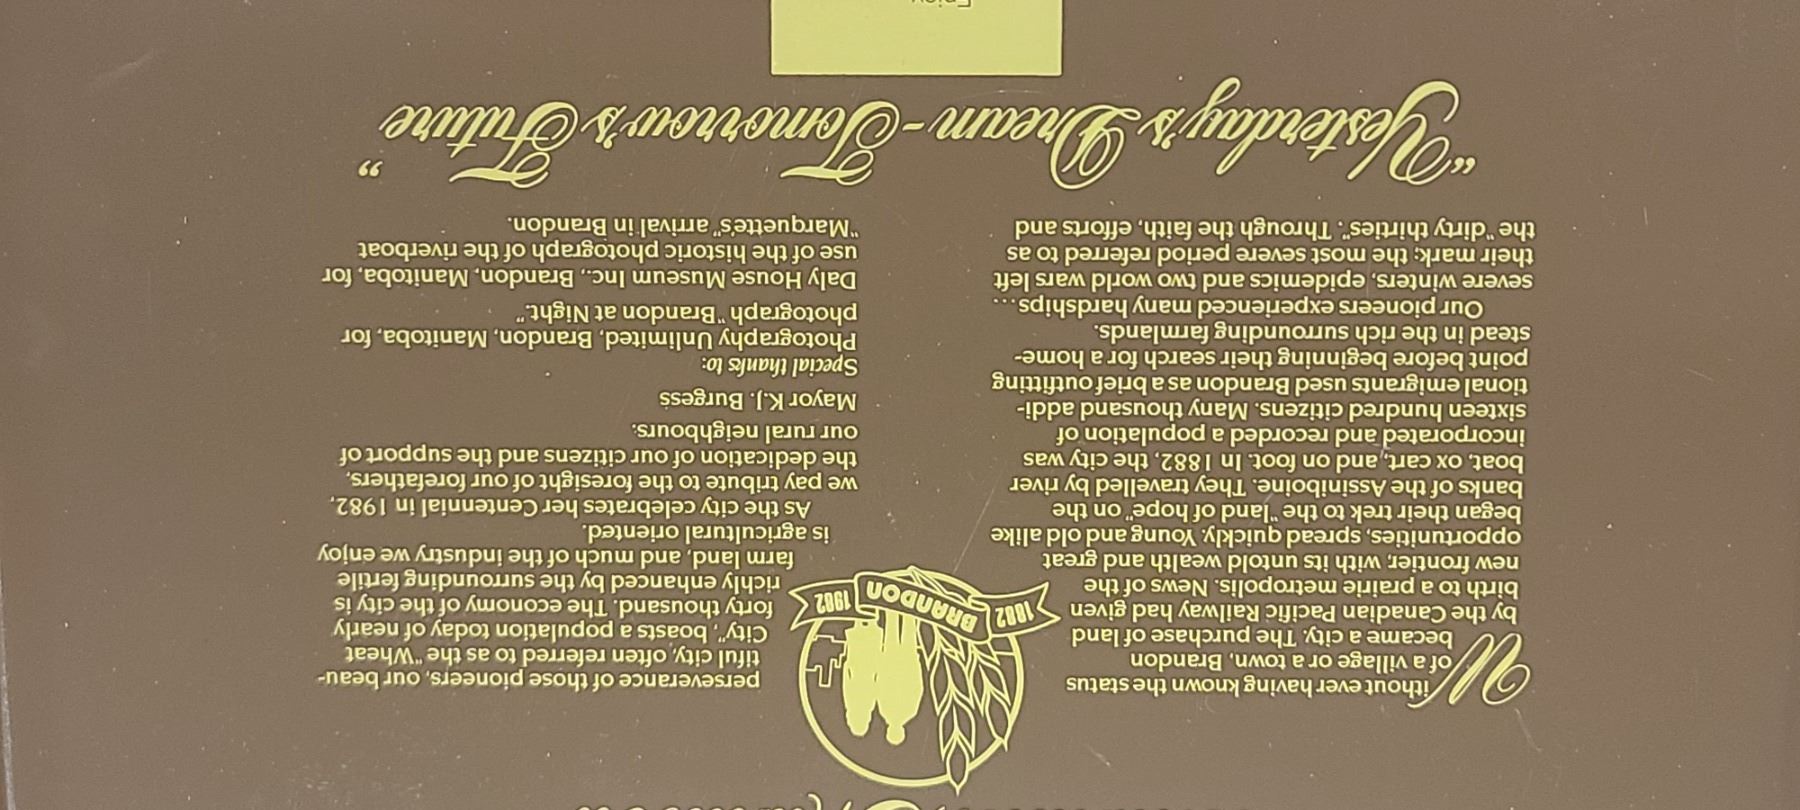 Without ever having known the status
of a village or a town, Brandon
became a city. The purchase of land
by the Canadian Pacific Railway had given
birth to a prairie metropolis. News of the
new frontier, with its untold wealth and great
opportunities, spread quickly. Young and old alike
began their trek to the "land of hope" on the
banks of the Assiniboine. They travelled by river
boat, ox cart, and on foot. In 1882, the city was
incorporated and recorded a population of
sixteen hundred citizens. Many thousand addi-
tional emigrants used Brandon as a brief outfitting
point before beginning their search for a home-
stead in the rich surrounding farmlands.
Our pioneers experienced many hardships...
severe winters, epidemics and two world wars left
their mark; the most severe period referred to as
the "dirty thirties". Through the faith, efforts and
1882 BRANDON 1982
perseverance of those pioneers, our beau-
tiful city, often referred to as the "Wheat
City", boasts a population today of nearly
forty thousand. The economy of the city is
richly enhanced by the surrounding fertile
farm land, and much of the industry we enjoy
is agricultural oriented.
As the city celebrates her Centennial in 1982,
we pay tribute to the foresight of our forefathers,
the dedication of our citizens and the support of
our rural neighbours.
Mayor K.J. Burgess
Special thanks to:
Photography Unlimited, Brandon, Manitoba, for
photograph "Brandon at Night."
Daly House Museum Inc., Brandon, Manitoba, for
use of the historic photograph of the riverboat
"Marquette's" arrival in Brandon.
"Yesterday's Dream - Tomorrow's Future"
Enjoy